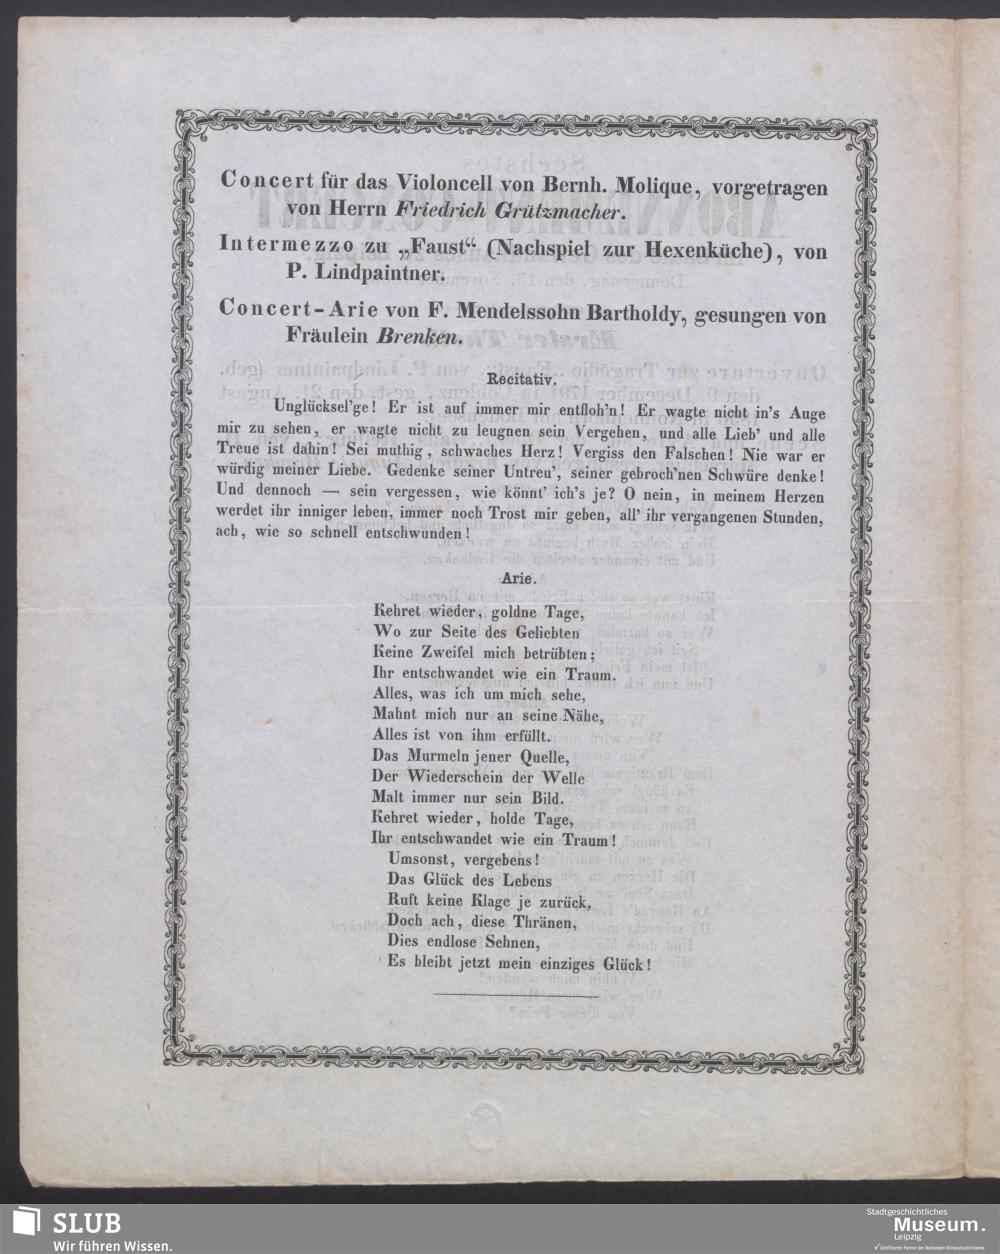 Concert für das Violoncell von Bernh. Molique, vorgetragen
von Herrn Friedrich Grützmacher.
Intermezzo zu „Faust“ (Nachspiel zur Hexenküche), von
P. Lindpaintner.
Concert-Arie von F. Mendelssohn Bartholdy, gesungen von
Fräulein Brenken.
Recitativ.
Unglücksel'ge! Er ist auf immer mir entfloh'n! Er wagte nicht in's Auge
mir zu sehen, er wagte nicht zu leugnen sein Vergehen, und alle Lieb' und alle
Treue ist dahin! Sei muthig, schwaches Herz! Vergiss den Falschen! Nie war er
würdig meiner Liebe. Gedenke seiner Untreu', seiner gebroch'nen Schwüre denke!
Und dennoch — sein vergessen, wie könnt' ich's je? O nein, in meinem Herzen
werdet ihr inniger leben, immer noch Trost mir geben, all' ihr vergangenen Stunden,
ach, wie so schnell entschwunden!
Arie.
Kehret wieder, goldne Tage,
Wo zur Seite des Geliebten
Keine Zweifel mich betrübten;
Ihr entschwandet wie ein Traum.
Alles, was ich um mich sehe,
Mahnt mich nur an seine Nähe,
Alles ist von ihm erfüllt.
Das Murmeln jener Quelle,
Der Wiederschein der Welle
Malt immer nur sein Bild.
Kehret wieder, holde Tage,
Ihr entschwandet wie ein Traum!
Umsonst, vergebens!
Das Glück des Lebens
Ruft keine Klage je zurück,
Doch ach, diese Thränen,
Dies endlose Sehnen,
Es bleibt jetzt mein einziges Glück!
SLUB
Wir führen Wissen.
Stadtgeschichtliches
Museum.
Leipzig
Zertifizierter Partner der Nationalen Klimaschutzinitiative